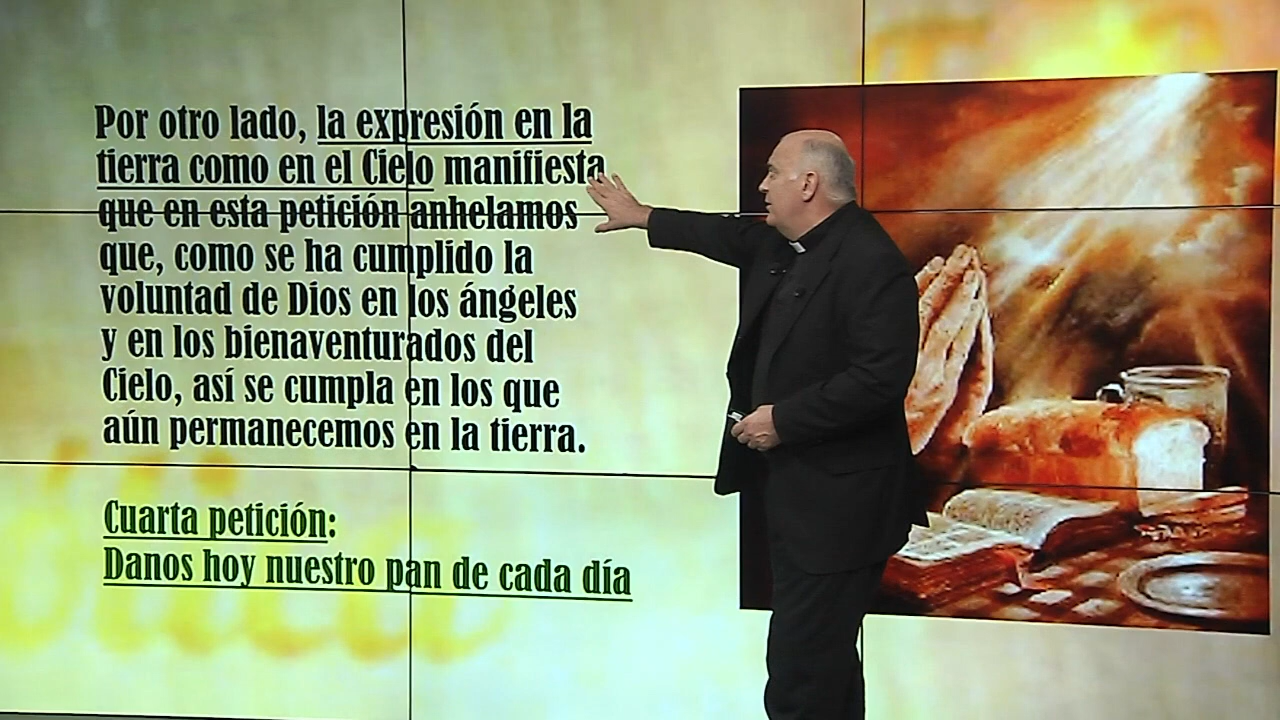 Por otro lado, la expresión en la
tierra como en el Cielo manifiesta
que en esta petición anhelamos
que, como se ha cumplido la
voluntad de Dios en los ángeles
y en los bienaventurados del
Cielo, así se cumpla en los que
aún permanecemos en la tierra.
Cuarta petición:
Danos hoy nuestro pan de cada día